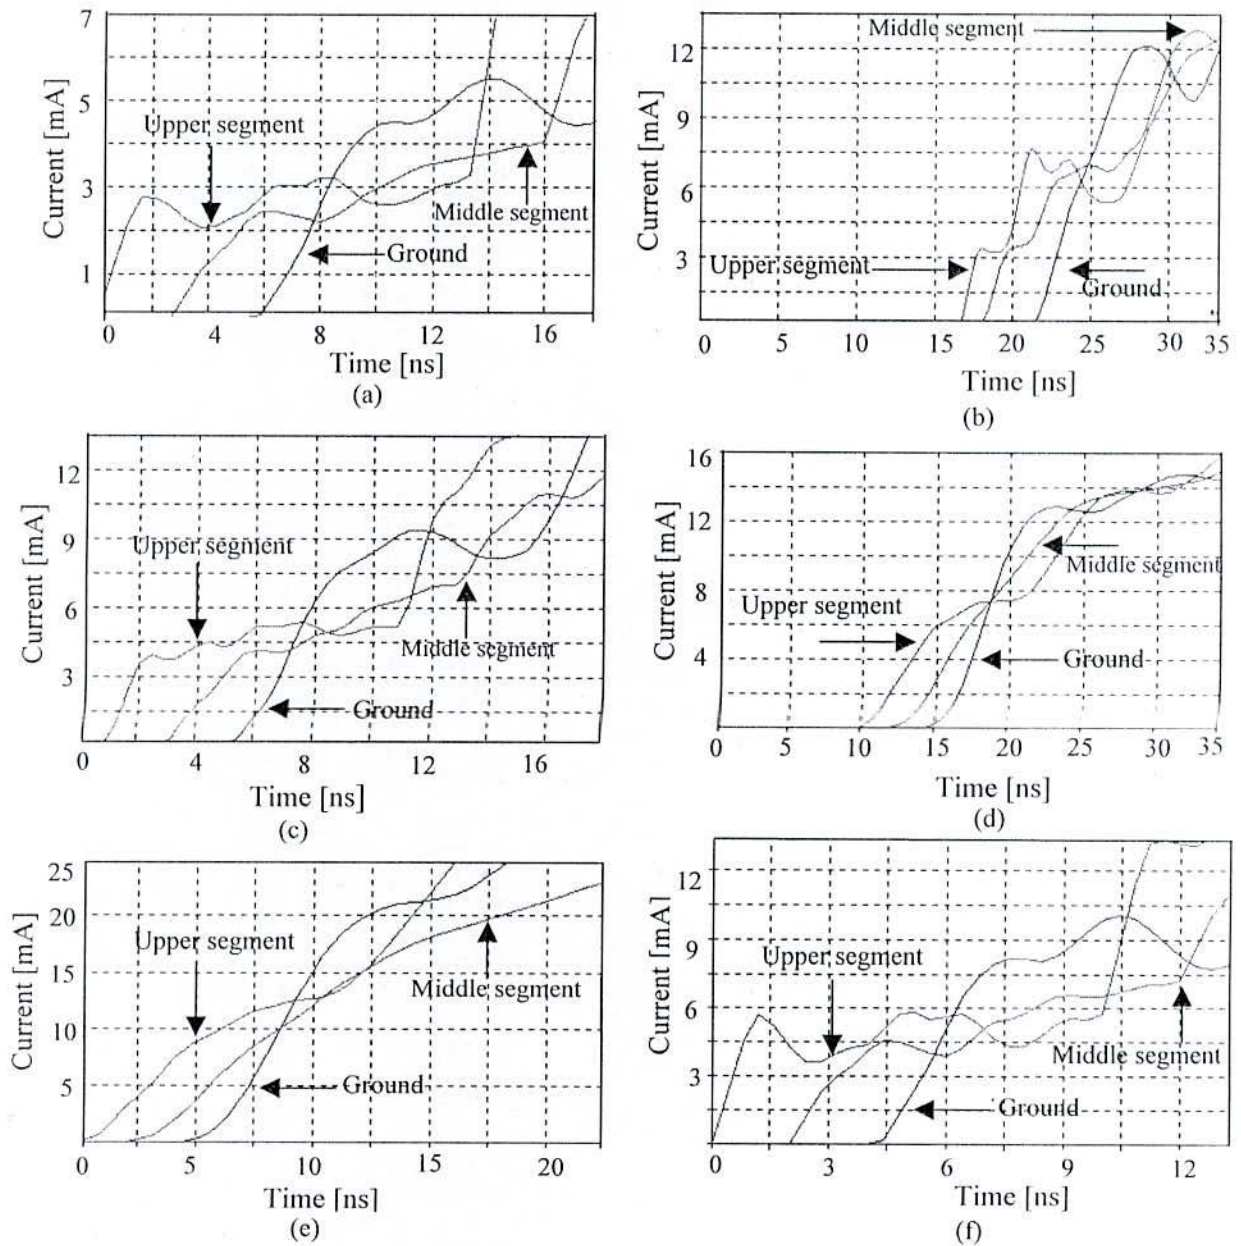 7
5
3
1
Current [mA]
Upper segment
Middle segment
Ground
0 4 8 12 16
Time [ns]
(a)
12
9
6
3
Current [mA]
Middle segment
Upper segment
Ground
0 5 10 15 20 25 30 35
Time [ns]
(b)
12
9
6
3
Current [mA]
Upper segment
Middle segment
Ground
0 4 8 12 16
Time [ns]
(c)
16
12
8
4
Current [mA]
Middle segment
Upper segment
Ground
0 5 10 15 20 25 30 35
Time [ns]
(d)
25
20
15
10
5
Current [mA]
Upper segment
Middle segment
Ground
0 5 10 15 20
Time [ns]
(e)
12
9
6
3
Current [mA]
Upper segment
Middle segment
Ground
0 3 6 9 12
Time [ns]
(f)